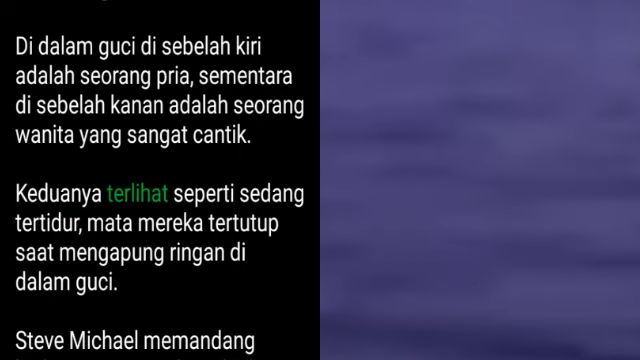 Di dalam guci di sebelah kiri
adalah seorang pria, sementara
di sebelah kanan adalah seorang
wanita yang sangat cantik.
Keduanya terlihat seperti sedang
tertidur, mata mereka tertutup
saat mengapung ringan di
dalam guci.
Steve Michael memandang